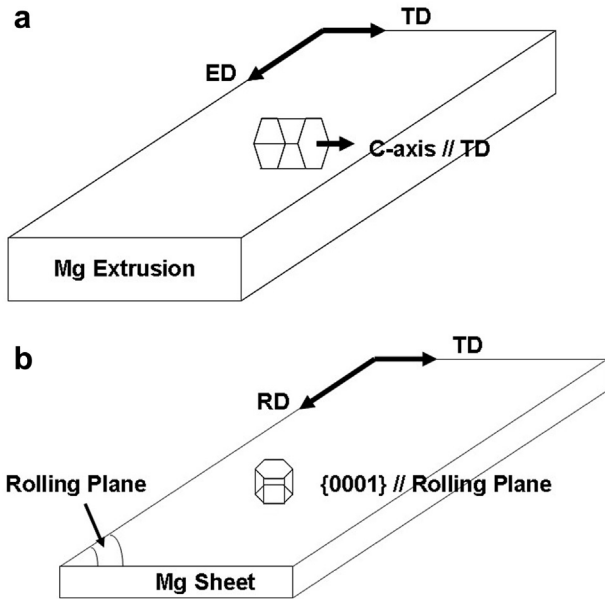 a
TD
ED
C-axis // TD
Mg Extrusion
b
TD
RD
Rolling Plane
{0001} // Rolling Plane
Mg Sheet